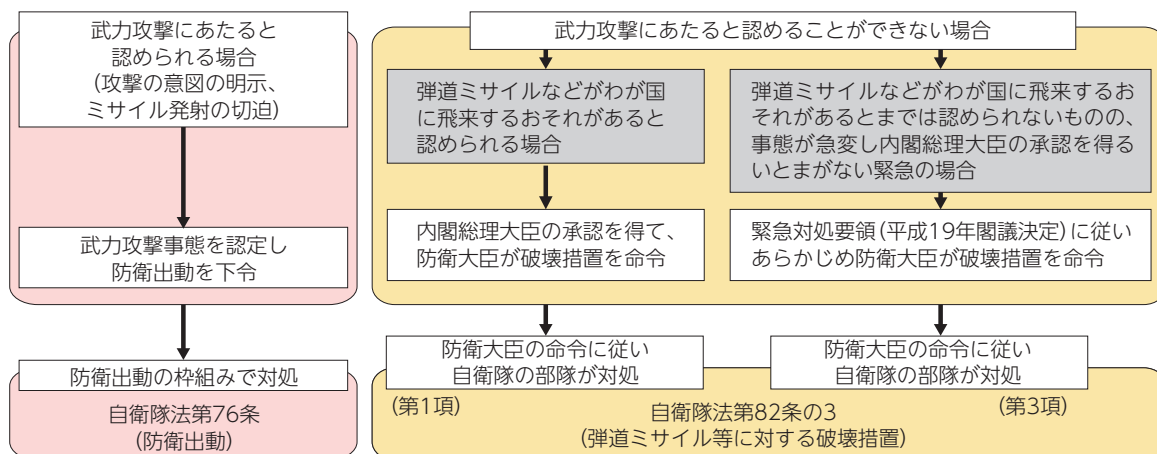 武力攻撃にあたると
認められる場合
(攻撃の意図の明示、
ミサイル発射の切迫)
武力攻撃事態を認定し
防衛出動を下令
防衛出動の枠組みで対処
自衛隊法第76条
(防衛出動)
武力攻撃にあたると認めることができない場合
弾道ミサイルなどがわが国
に飛来するおそれがあると
認められる場合
内閣総理大臣の承認を得て、
防衛大臣が破壊措置を命令
防衛大臣の命令に従い
自衛隊の部隊が対処
(第1項)
弾道ミサイルなどがわが国に飛来するお
それがあるとまでは認められないものの、
事態が急変し内閣総理大臣の承認を得る
いとまがない緊急の場合
緊急対処要領(平成19年閣議決定)に従い
あらかじめ防衛大臣が破壊措置を命令
防衛大臣の命令に従い
自衛隊の部隊が対処
(第3項)
自衛隊法第82条の3
(弾道ミサイル等に対する破壊措置)